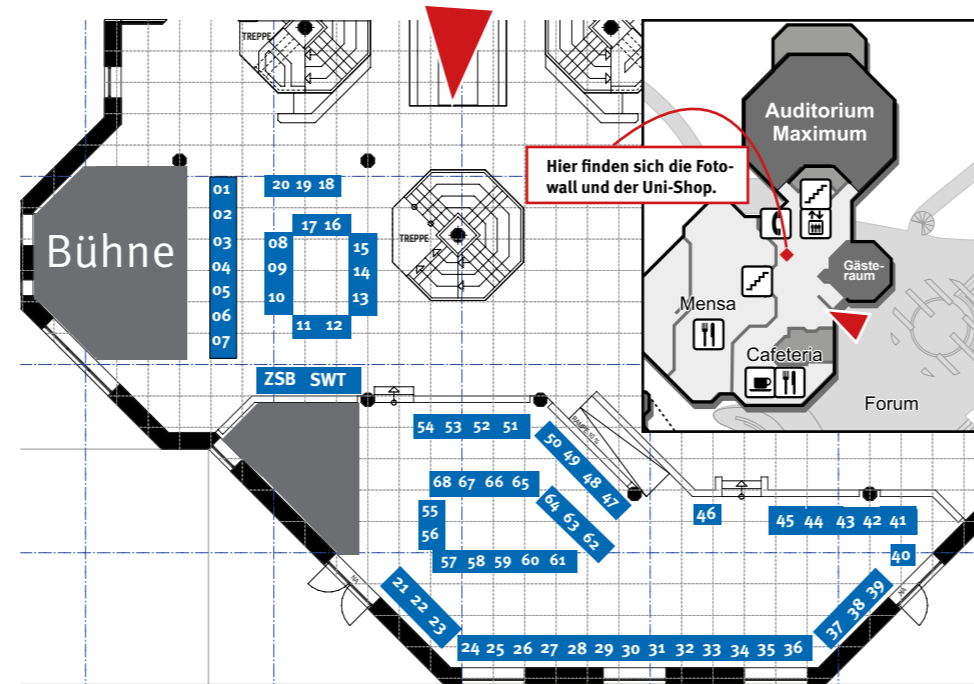 TREPPE
Bühne
01
02
03
04
05
06
07
20 19 18
17 16
08
09
10
15
14
13
11 12
TREPPE
ZSB SWT
54 53 52 51
RAMPE 10 %
50 49 48 47
68 67 66 65
64 63 62
55
56
57 58 59 60 61
46
45 44 43 42 41
40
NA
21 22 23
24 25 26 27 28 29 30 31 32 33 34 35 36
37 38 39
NA
Auditorium
Maximum
Hier finden sich die Foto-
wall und der Uni-Shop.
Gäste-
raum
Mensa
Cafeteria
Forum